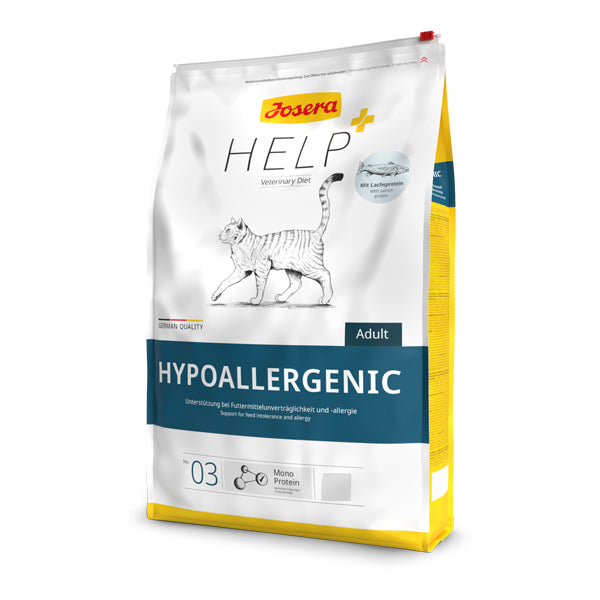 Josera
HELP+
Veterinary Diet
Mit Lachsprotein
With salmon
protein
GERMAN QUALITY
Adult
HYPOALLERGENIC
Unterstützung bei Futtermittelunverträglichkeit und -allergie
Support for feed intolerance and allergy
No.
03
Mono
Protein